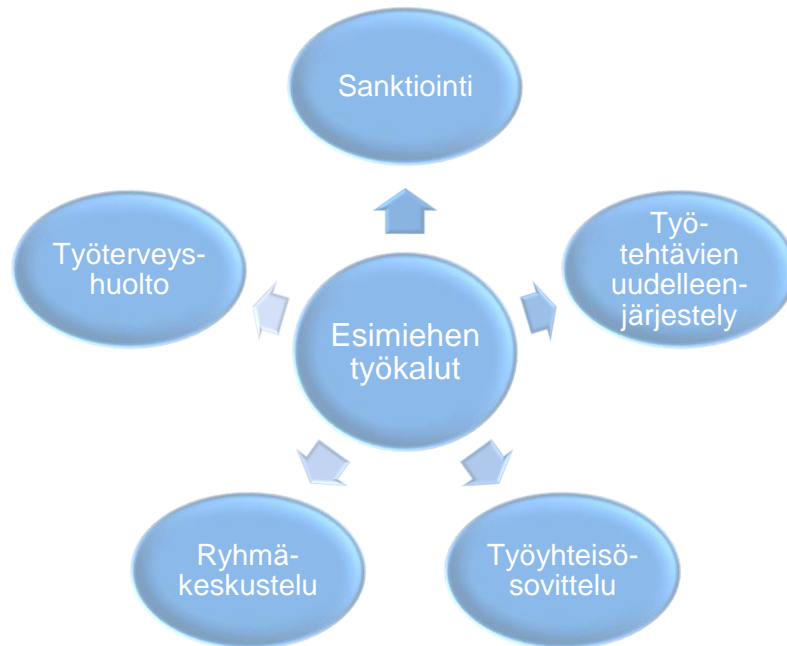 Sanktiointi
Työ-
tehtävien
uudelleen-
järjestely
Työterveys-
huolto
Esimiehen
työkalut
Ryhmä-
keskustelu
Työyhteisö-
sovittelu